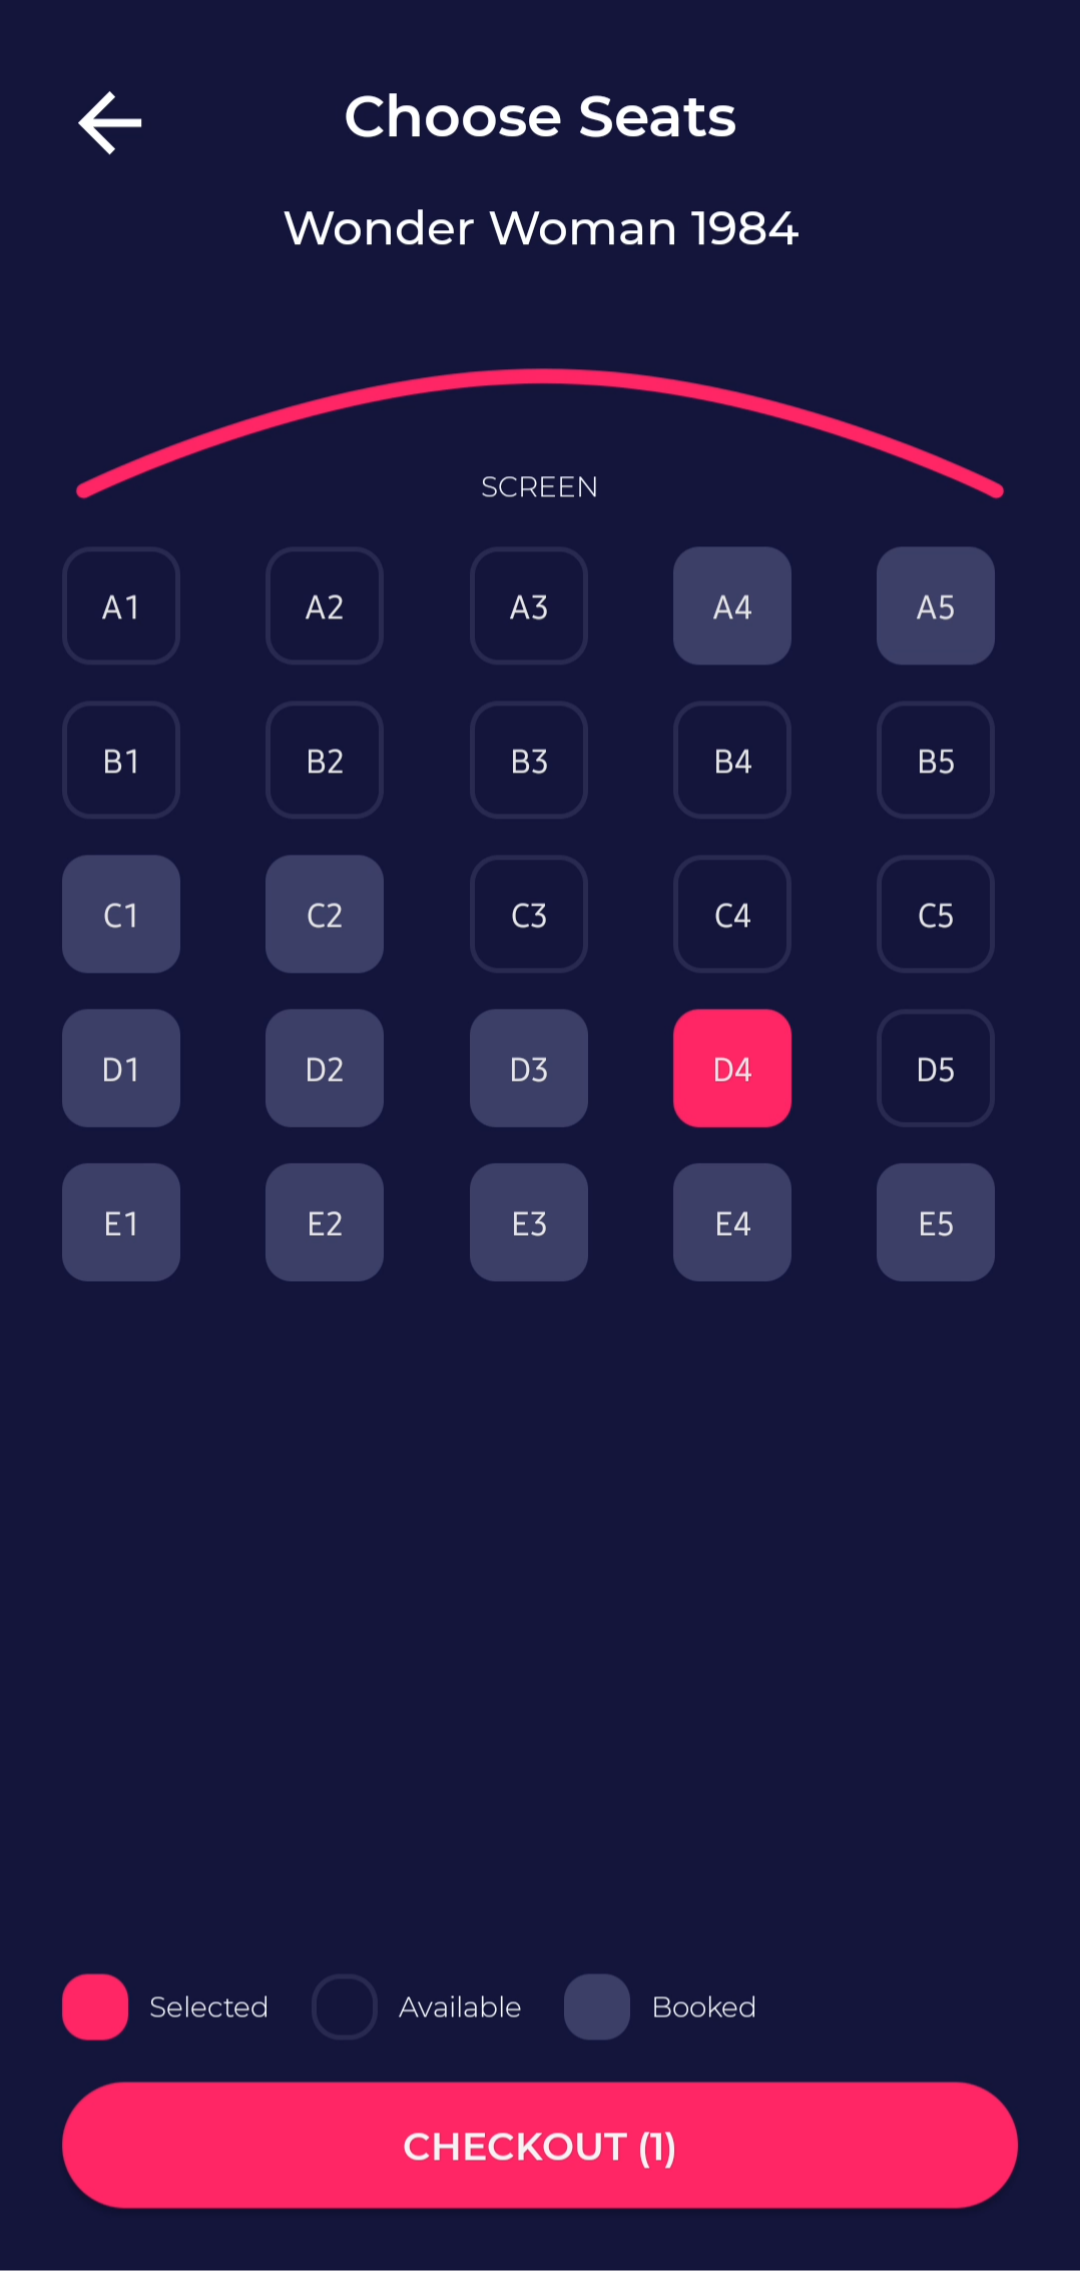 Choose Seats
Wonder Woman 1984
SCREEN
A1 A2 A3 A4 A5
B1 B2 B3 B4 B5
C1 C2 C3 C4 C5
D1 D2 D3 D4 D5
E1 E2 E3 E4 E5
Selected Available Booked
CHECKOUT (1)